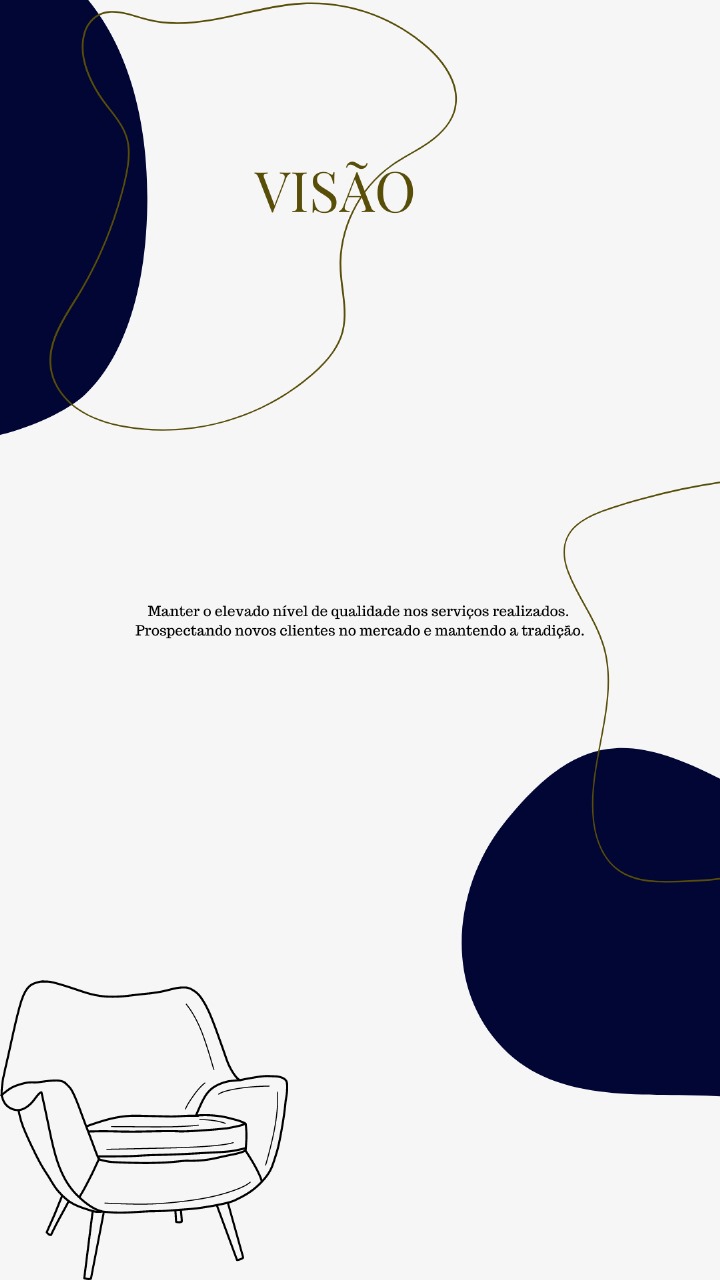 VISÃO
Manter o elevado nível de qualidade nos serviços realizados.
Prospectando novos clientes no mercado e mantendo a tradição.